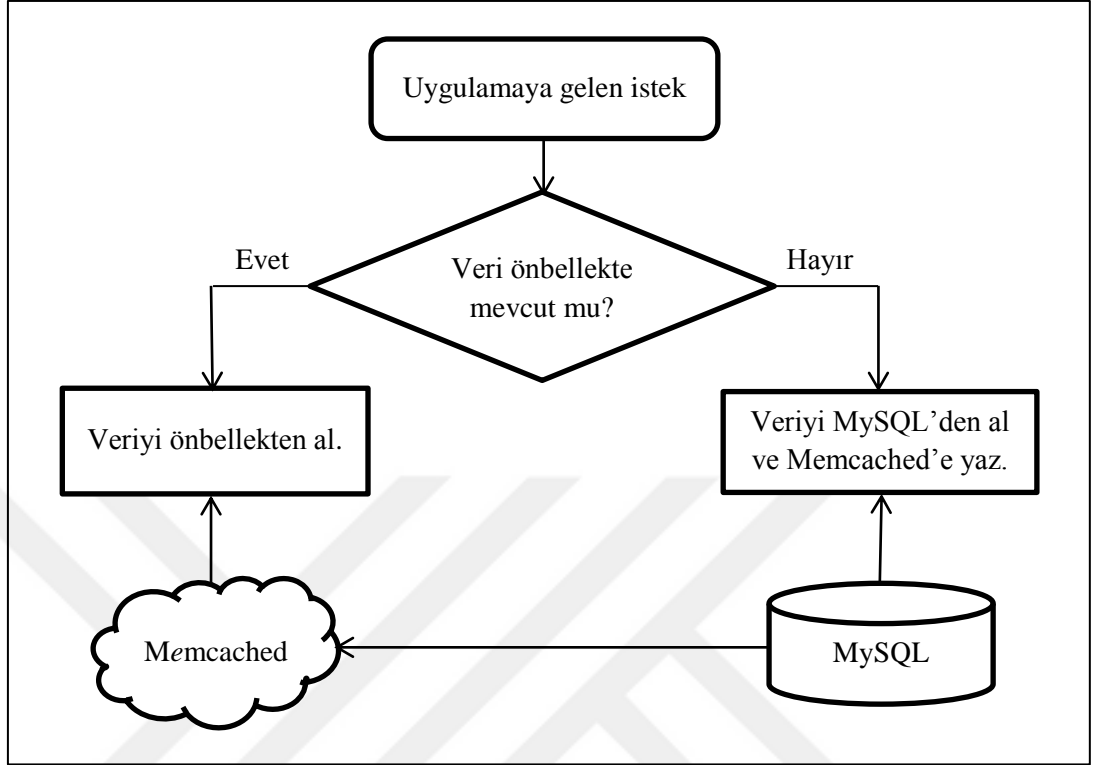 Uygulamaya gelen istek
Evet
Hayır
Veri önbellekte
mevcut mu?
Veriyi önbellekten al.
Veriyi MySQL’den al
ve Memcached’e yaz.
Memcached
MySQL